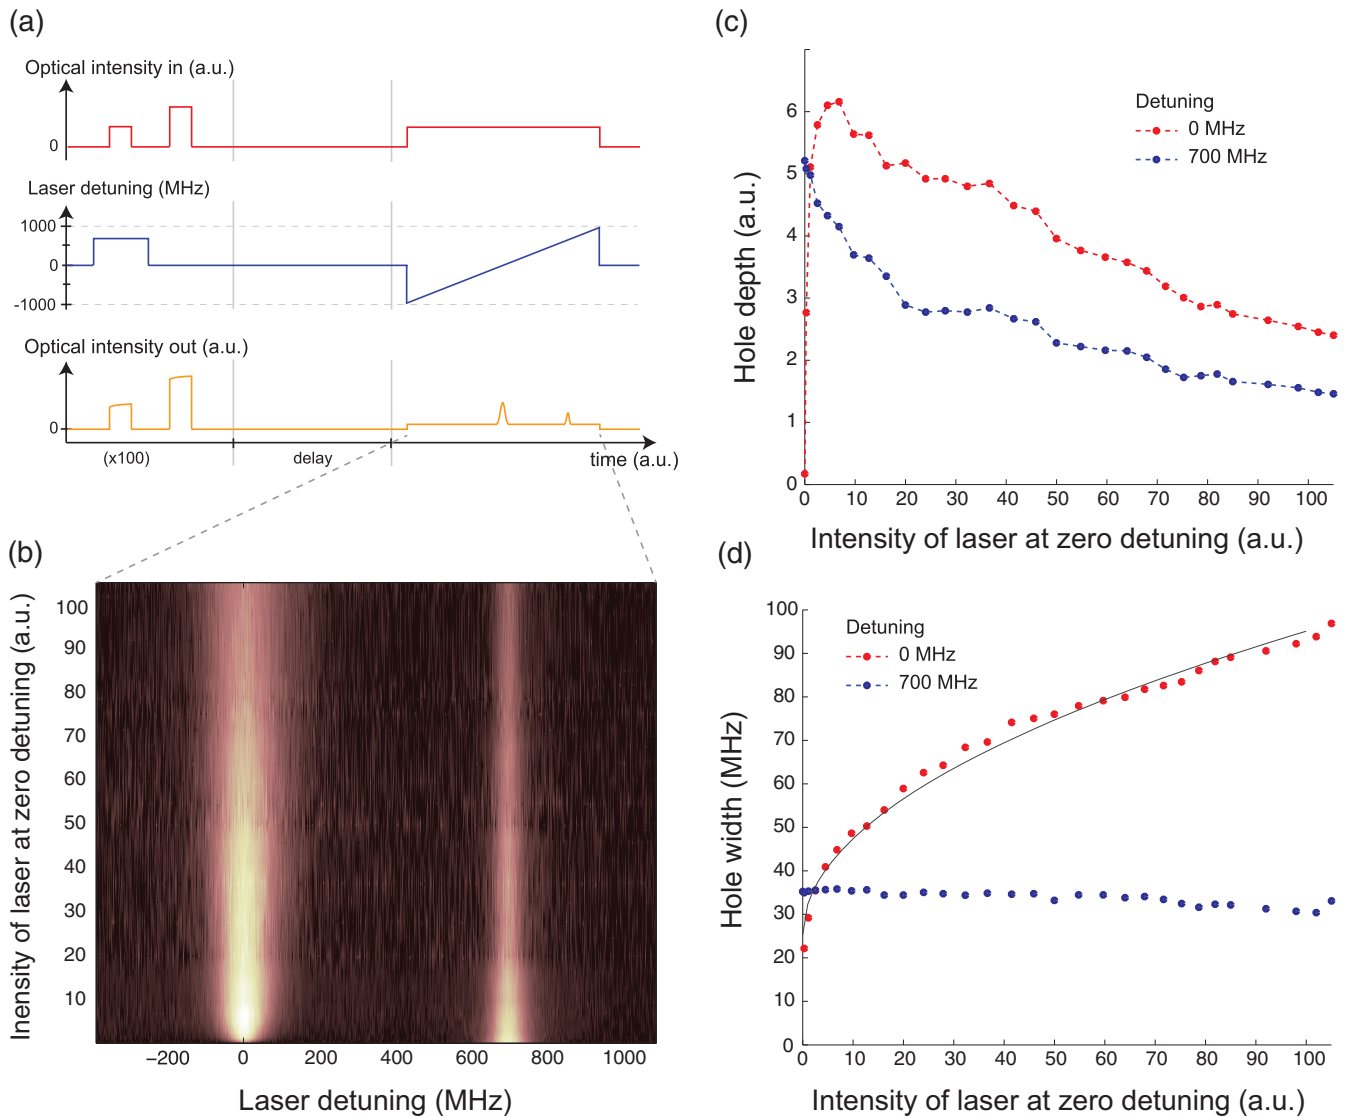 (a)
Optical intensity in (a.u.)
0
Laser detuning (MHz)
1000
0
-1000
Optical intensity out (a.u.)
0
(x100)
delay
time (a.u.)
(b)
Inensity of laser at zero detuning (a.u.)
100
90
80
70
60
50
40
30
20
10
−200 0 200 400 600 800 1000
Laser detuning (MHz)
(c)
Hole depth (a.u.)
6
5
4
3
2
1
0
Detuning
0 MHz
700 MHz
0 10 20 30 40 50 60 70 80 90 100
Intensity of laser at zero detuning (a.u.)
(d)
Hole width (MHz)
100
90
80
70
60
50
40
30
20
10
0
Detuning
0 MHz
700 MHz
0 10 20 30 40 50 60 70 80 90 100
Intensity of laser at zero detuning (a.u.)